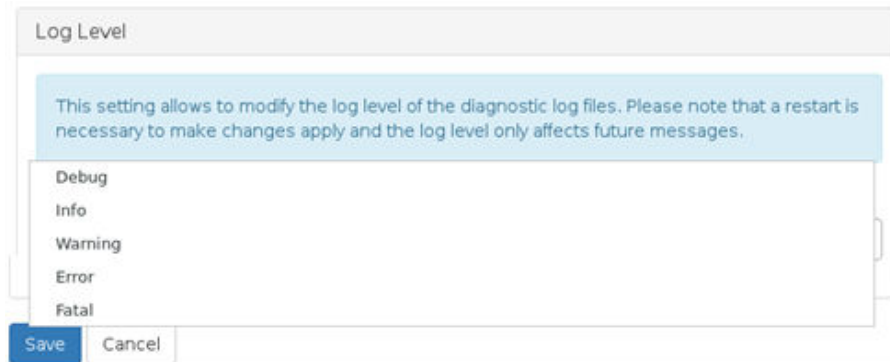 Log Level
This setting allows to modify the log level of the diagnostic log files. Please note that a restart is
necessary to make changes apply and the log level only affects future messages.
Debug
Info
Warning
Error
Fatal
Save Cancel